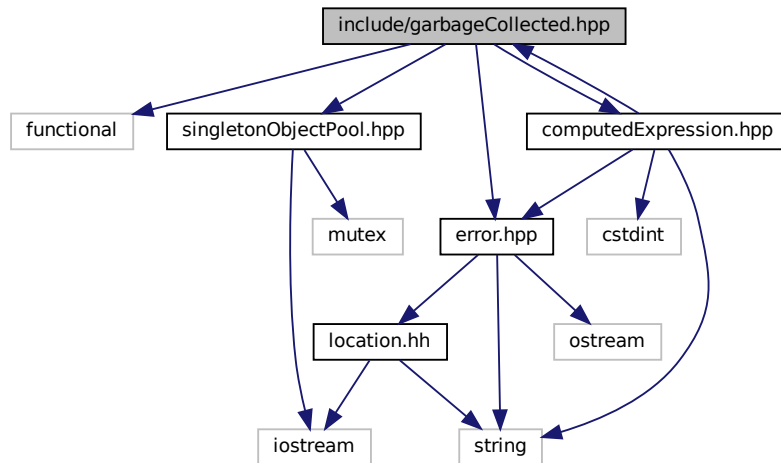 include/garbageCollected.hpp
functional
singletonObjectPool.hpp
computedExpression.hpp
mutex
error.hpp
cstdint
location.hh
ostream
iostream
string